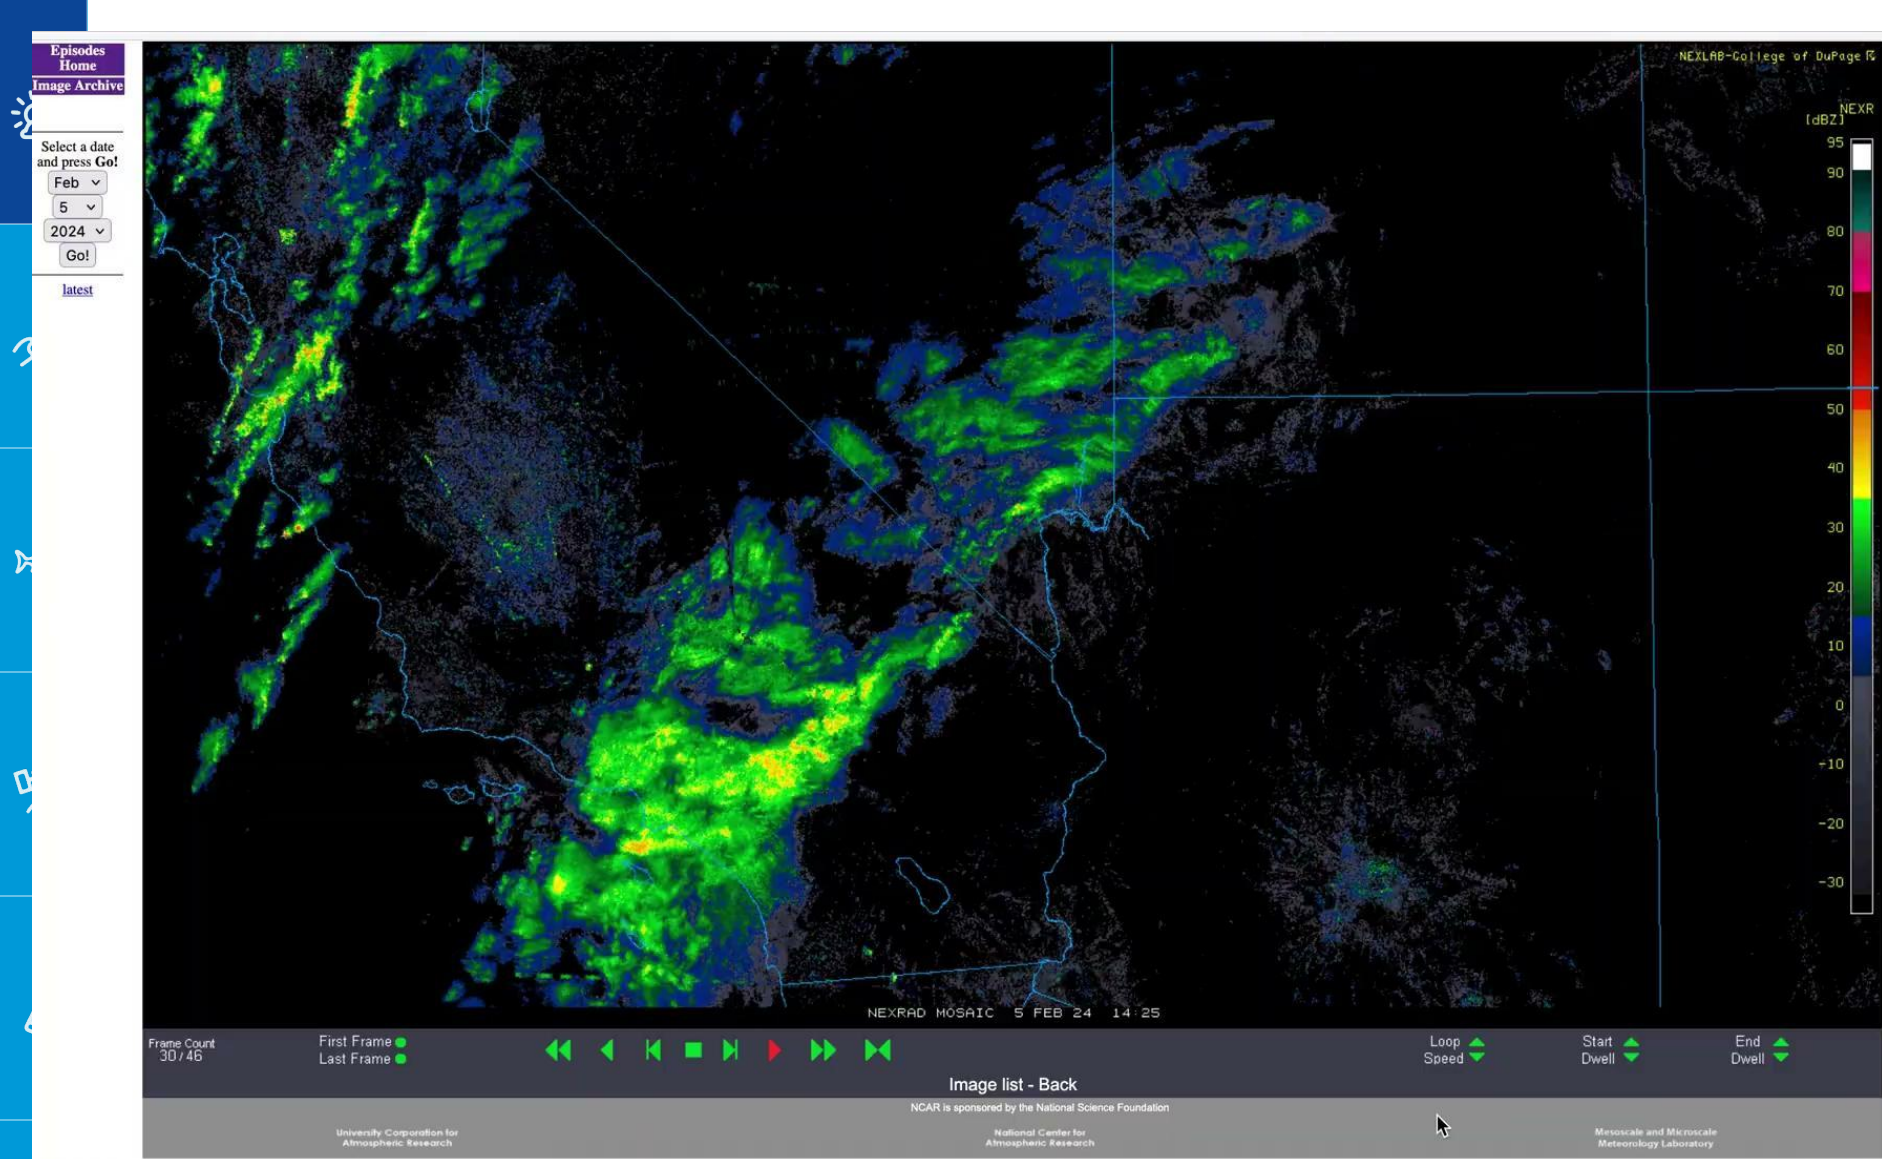 Episodes
Home
Image Archive
Select a date
and press Go!
Feb
5
2024
Go!
latest
NEXLAB-College of DuPage
NEXR
[dBZ]
95
90
80
70
60
50
40
30
20
10
0
-10
-20
-30
NEXRAD MOSAIC 5 FEB 24 14:25
Frame Count
30/46
First Frame
Last Frame
Loop
Speed
Start
Dwell
End
Dwell
Image list - Back
NCAR is sponsored by the National Science Foundation
University Corporation for
Atmospheric Research
National Center for
Atmospheric Research
Mesoscale and Microscale
Meteorology Laboratory